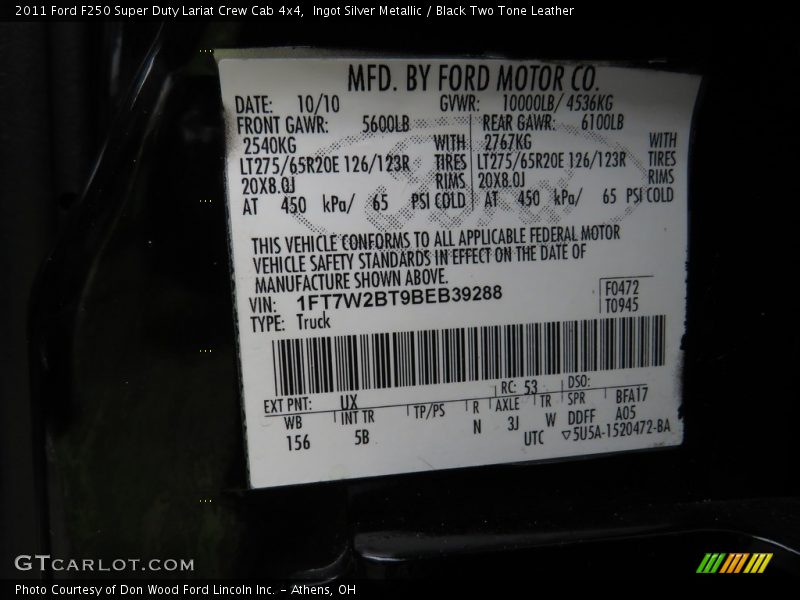 2011 Ford F250 Super Duty Lariat Crew Cab 4x4,  Ingot Silver Metallic / Black Two Tone Leather
MFD. BY FORD MOTOR CO.
DATE: 10/10 GVWR: 10000LB/ 4536KG
FRONT GAWR: 5600LB REAR GAWR: 6100LB
2540KG WITH 2767KG WITH
LT275/65R20E 126/123R TIRES LT275/65R20E 126/123R TIRES
20X8.0J RIMS 20X8.0J RIMS
AT 450 kPa/ 65 PSI COLD AT 450 kPa/ 65 PSI COLD
THIS VEHICLE CONFORMS TO ALL APPLICABLE FEDERAL MOTOR
VEHICLE SAFETY STANDARDS IN EFFECT ON THE DATE OF
MANUFACTURE SHOWN ABOVE.
VIN: 1FT7W2BT9BEB39288 F0472
TYPE: Truck T0945
EXT PNT: UX RC: 53 DSO:
WB INT TR TP/PS R AXLE TR SPR BFA17
156 5B N 3J W DDFF A05
UTC ▽5U5A-1520472-BA
GTCARLOT.COM
Photo Courtesy of Don Wood Ford Lincoln Inc. – Athens, OH